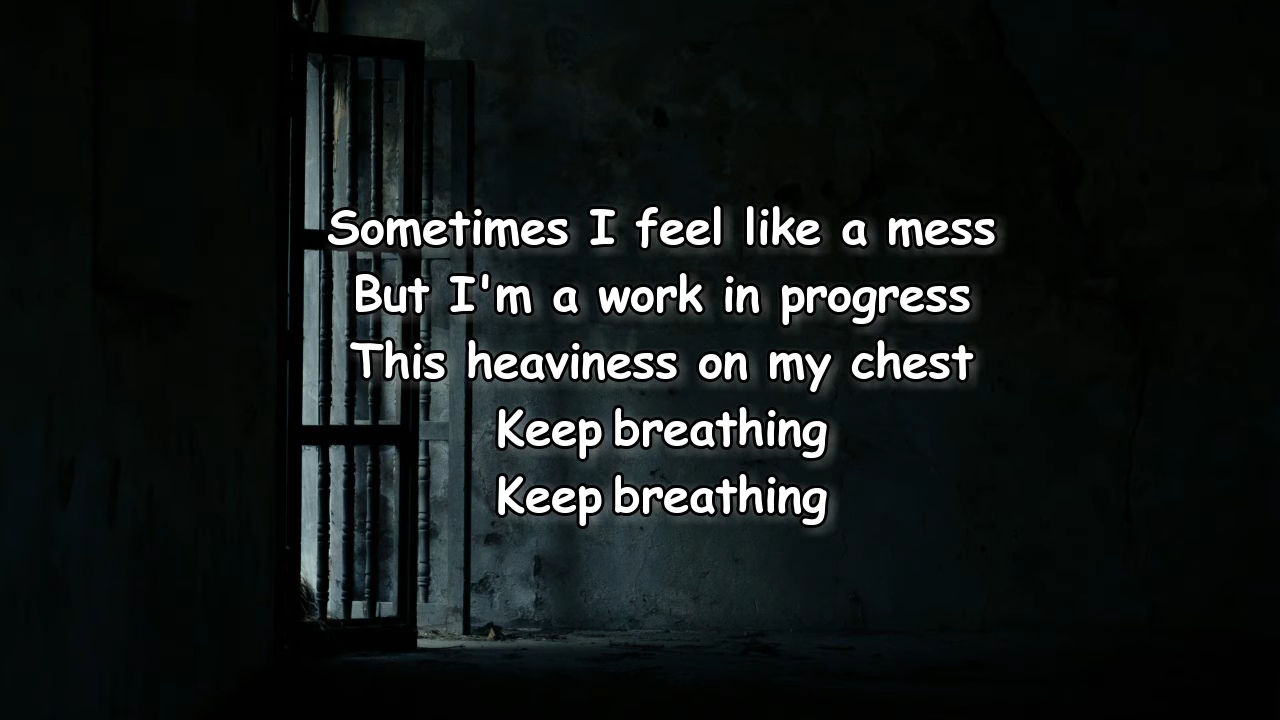 Sometimes I feel like a mess
But I'm a work in progress
This heaviness on my chest
Keep breathing
Keep breathing